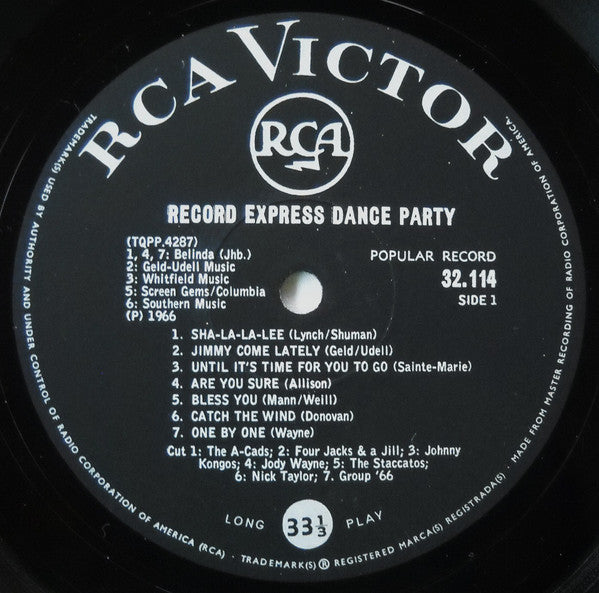 RCA VICTOR
RCA
RECORD EXPRESS DANCE PARTY
(TQPP.4287)
1, 4, 7: Belinda (Jhb.)
2: Geld-Udell Music
3: Whitfield Music
5: Screen Gems/Columbia
6: Southern Music
(P) 1966
POPULAR RECORD
32.114
SIDE 1
1. SHA-LA-LA-LEE (Lynch/Shuman)
2. JIMMY COME LATELY (Geld/Udell)
3. UNTIL IT'S TIME FOR YOU TO GO (Sainte-Marie)
4. ARE YOU SURE (Allison)
5. BLESS YOU (Mann/Weill)
6. CATCH THE WIND (Donovan)
7. ONE BY ONE (Wayne)
Cut 1: The A-Cads; 2: Four Jacks & a Jill; 3: Johnny
Kongos; 4: Jody Wayne; 5: The Staccatos;
6: Nick Taylor; 7. Group '66
LONG 33⅓ PLAY
TRADEMARK(S) USED BY AUTHORITY AND UNDER CONTROL OF RADIO CORPORATION OF AMERICA (RCA) · TRADEMARK(S) ® REGISTERED MARCA(S) REGISTRADA(S) · MADE FROM MASTER RECORDING OF RADIO CORPORATION OF AMERICA.